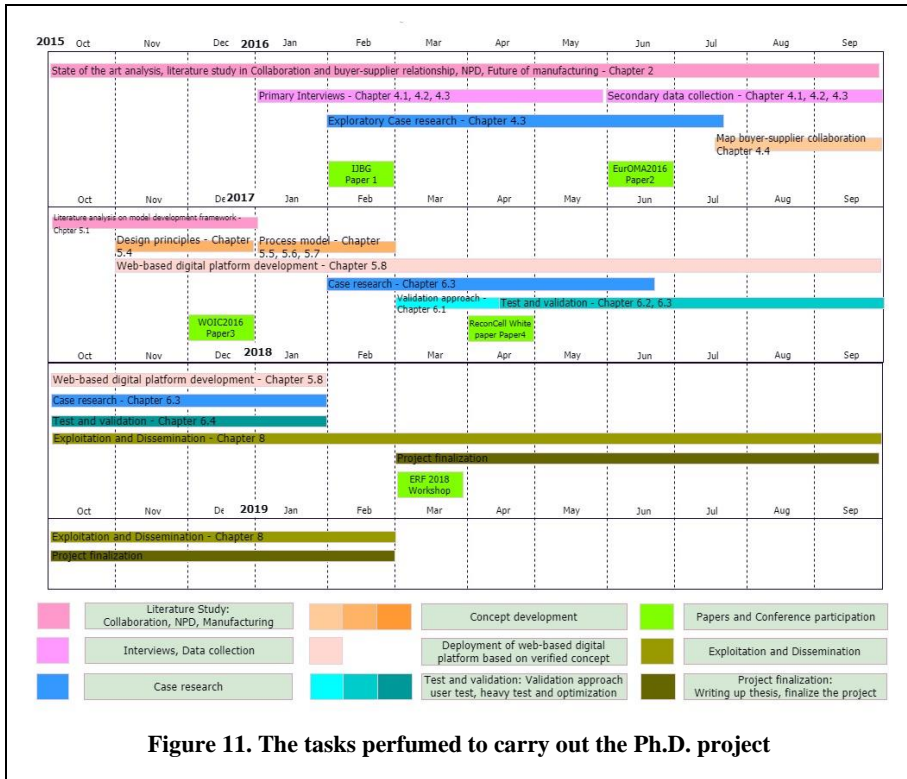 2015 Oct Nov Dec 2016 Jan Feb Mar Apr May Jun Jul Aug Sep
State of the art analysis, literature study in Collaboration and buyer-supplier relationship, NPD, Future of manufacturing - Chapter 2
Primary Interviews - Chapter 4.1, 4.2, 4.3
Secondary data collection - Chapter 4.1, 4.2, 4.3
Exploratory Case research - Chapter 4.3
Map buyer-supplier collaboration
Chapter 4.4
IJBG
Paper 1
EurOMA2016
Paper2
Oct Nov De 2017 Jan Feb Mar Apr May Jun Jul Aug Sep
Literature analysis on model development framework -
Chpter 5.1
Design principles - Chapter
5.4
Process model - Chapter
5.5, 5.6, 5.7
Web-based digital platform development - Chapter 5.8
Case research - Chapter 6.3
Validation approach -
Chapter 6.1
Test and validation - Chapter 6.2, 6.3
WOIC2016
Paper3
ReconCell White
paper Paper4
Oct Nov Dec 2018 Jan Feb Mar Apr May Jun Jul Aug Sep
Web-based digital platform development - Chapter 5.8
Case research - Chapter 6.3
Test and validation - Chapter 6.4
Exploitation and Dissemination - Chapter 8
Project finalization
ERF 2018
Workshop
Oct Nov De 2019 Jan Feb Mar Apr May Jun Jul Aug Sep
Exploitation and Dissemination - Chapter 8
Project finalization
Literature Study:
Collaboration, NPD, Manufacturing
Concept development
Papers and Conference participation
Interviews, Data collection
Deployment of web-based digital
platform based on verified concept
Exploitation and Dissemination
Case research
Test and validation: Validation approach
user test, heavy test and optimization
Project finalization:
Writing up thesis, finalize the project
Figure 11. The tasks perfumed to carry out the Ph.D. project